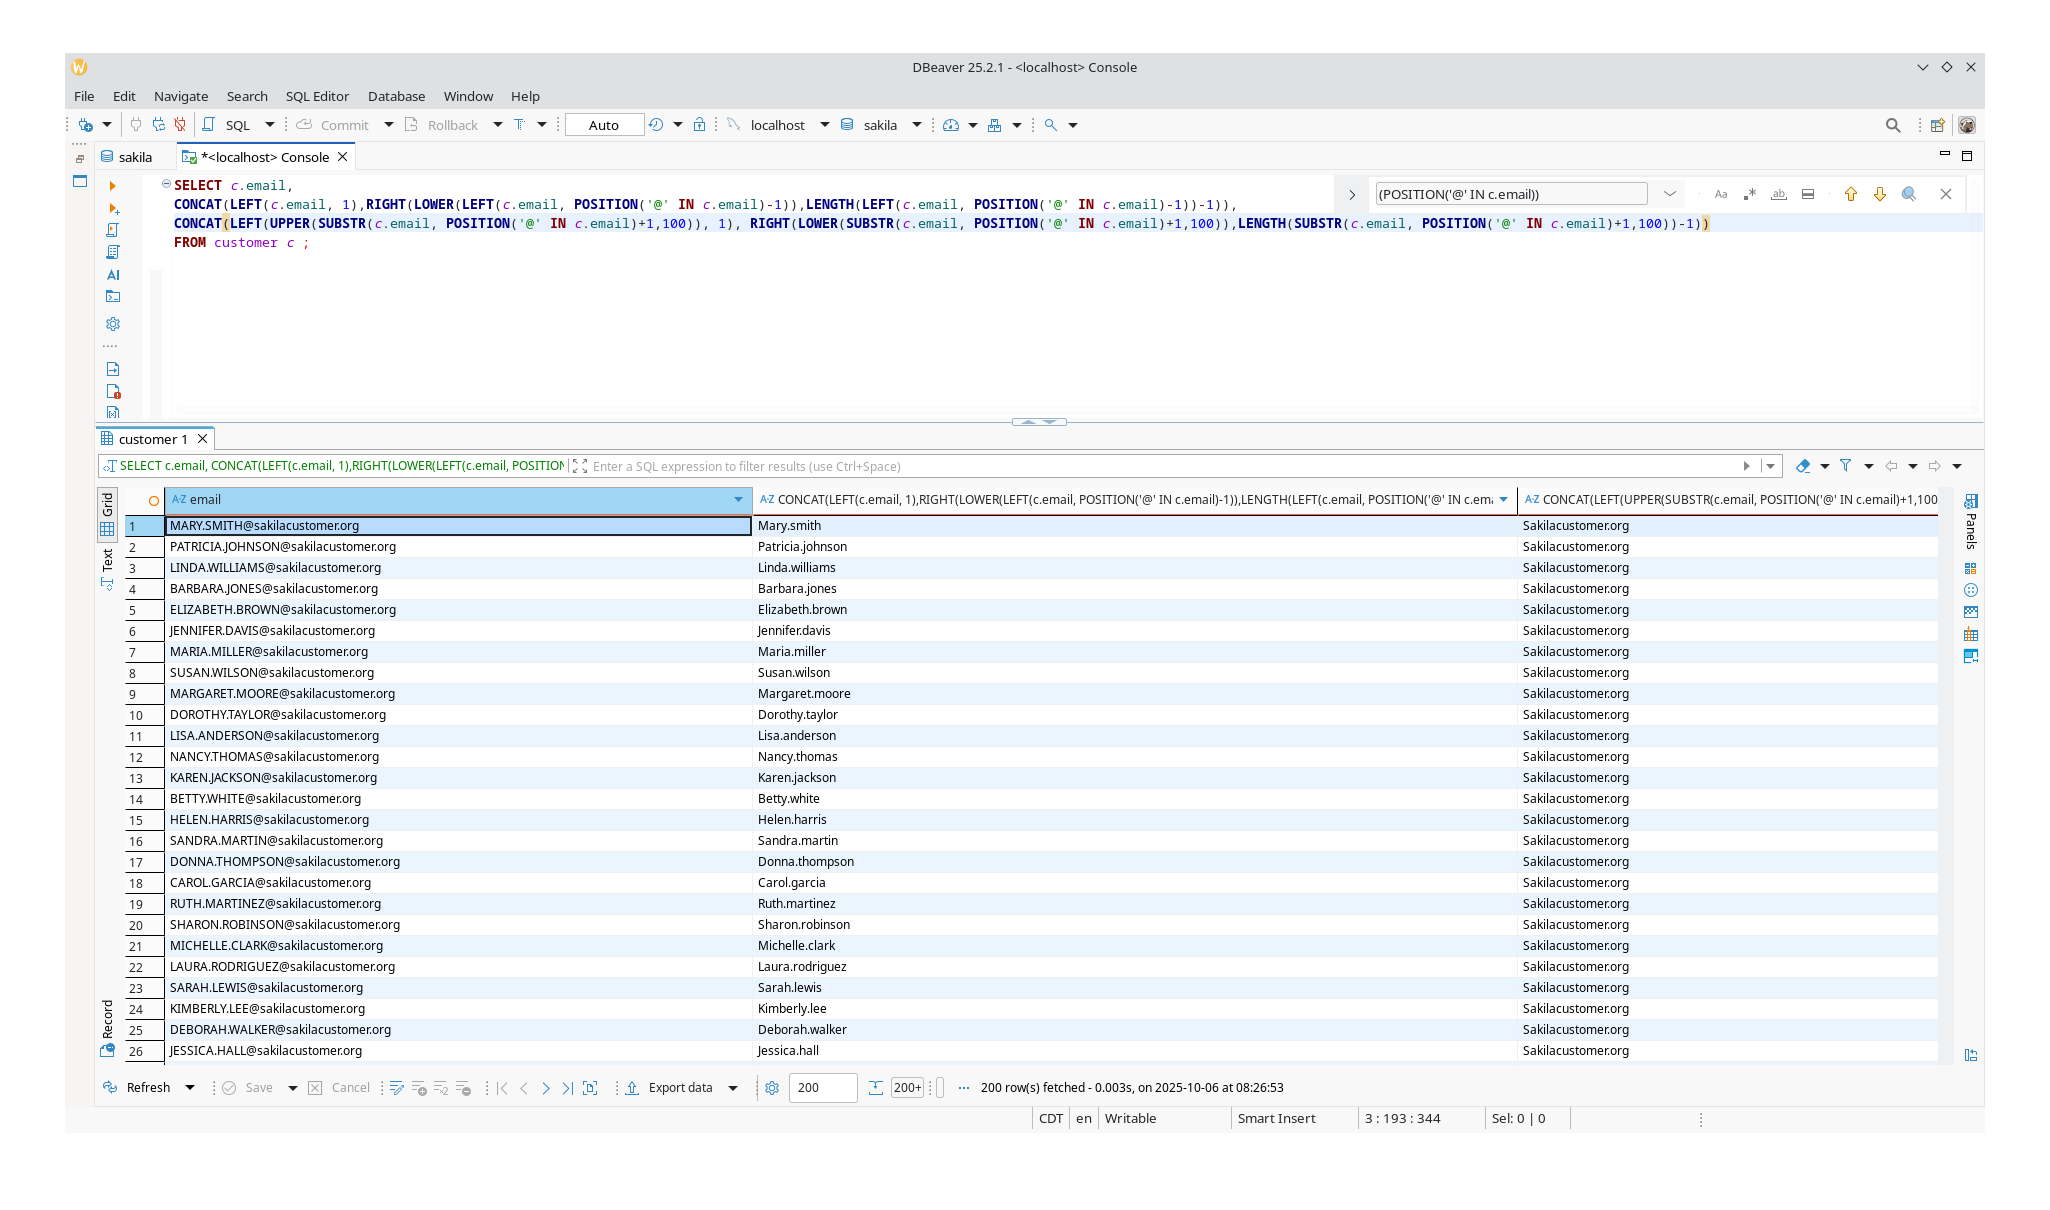 DBeaver 25.2.1 - <localhost> Console
File Edit Navigate Search SQL Editor Database Window Help
SQL Commit Rollback T Auto localhost sakila
sakila *<localhost> Console
SELECT c.email,
CONCAT(LEFT(c.email, 1),RIGHT(LOWER(LEFT(c.email, POSITION('@' IN c.email)-1)),LENGTH(LEFT(c.email, POSITION('@' IN c.email)-1))-1)),
CONCAT(LEFT(UPPER(SUBSTR(c.email, POSITION('@' IN c.email)+1,100)), 1), RIGHT(LOWER(SUBSTR(c.email, POSITION('@' IN c.email)+1,100)),LENGTH(SUBSTR(c.email, POSITION('@' IN c.email)+1,100))-1))
FROM customer c ;
(POSITION('@' IN c.email))
Aa .* ab
AI
customer 1
SELECT c.email, CONCAT(LEFT(c.email, 1),RIGHT(LOWER(LEFT(c.email, POSITION Enter a SQL expression to filter results (use Ctrl+Space)
Grid
Text
Record
Panels
A-Z email A-Z CONCAT(LEFT(c.email, 1),RIGHT(LOWER(LEFT(c.email, POSITION('@' IN c.email)-1)),LENGTH(LEFT(c.email, POSITION('@' IN c.em A-Z CONCAT(LEFT(UPPER(SUBSTR(c.email, POSITION('@' IN c.email)+1,100
1 MARY.SMITH@sakilacustomer.org Mary.smith Sakilacustomer.org
2 PATRICIA.JOHNSON@sakilacustomer.org Patricia.johnson Sakilacustomer.org
3 LINDA.WILLIAMS@sakilacustomer.org Linda.williams Sakilacustomer.org
4 BARBARA.JONES@sakilacustomer.org Barbara.jones Sakilacustomer.org
5 ELIZABETH.BROWN@sakilacustomer.org Elizabeth.brown Sakilacustomer.org
6 JENNIFER.DAVIS@sakilacustomer.org Jennifer.davis Sakilacustomer.org
7 MARIA.MILLER@sakilacustomer.org Maria.miller Sakilacustomer.org
8 SUSAN.WILSON@sakilacustomer.org Susan.wilson Sakilacustomer.org
9 MARGARET.MOORE@sakilacustomer.org Margaret.moore Sakilacustomer.org
10 DOROTHY.TAYLOR@sakilacustomer.org Dorothy.taylor Sakilacustomer.org
11 LISA.ANDERSON@sakilacustomer.org Lisa.anderson Sakilacustomer.org
12 NANCY.THOMAS@sakilacustomer.org Nancy.thomas Sakilacustomer.org
13 KAREN.JACKSON@sakilacustomer.org Karen.jackson Sakilacustomer.org
14 BETTY.WHITE@sakilacustomer.org Betty.white Sakilacustomer.org
15 HELEN.HARRIS@sakilacustomer.org Helen.harris Sakilacustomer.org
16 SANDRA.MARTIN@sakilacustomer.org Sandra.martin Sakilacustomer.org
17 DONNA.THOMPSON@sakilacustomer.org Donna.thompson Sakilacustomer.org
18 CAROL.GARCIA@sakilacustomer.org Carol.garcia Sakilacustomer.org
19 RUTH.MARTINEZ@sakilacustomer.org Ruth.martinez Sakilacustomer.org
20 SHARON.ROBINSON@sakilacustomer.org Sharon.robinson Sakilacustomer.org
21 MICHELLE.CLARK@sakilacustomer.org Michelle.clark Sakilacustomer.org
22 LAURA.RODRIGUEZ@sakilacustomer.org Laura.rodriguez Sakilacustomer.org
23 SARAH.LEWIS@sakilacustomer.org Sarah.lewis Sakilacustomer.org
24 KIMBERLY.LEE@sakilacustomer.org Kimberly.lee Sakilacustomer.org
25 DEBORAH.WALKER@sakilacustomer.org Deborah.walker Sakilacustomer.org
26 JESSICA.HALL@sakilacustomer.org Jessica.hall Sakilacustomer.org
Refresh Save Cancel Export data 200 200+ ... 200 row(s) fetched - 0.003s, on 2025-10-06 at 08:26:53
CDT en Writable Smart Insert 3 : 193 : 344 Sel: 0 | 0